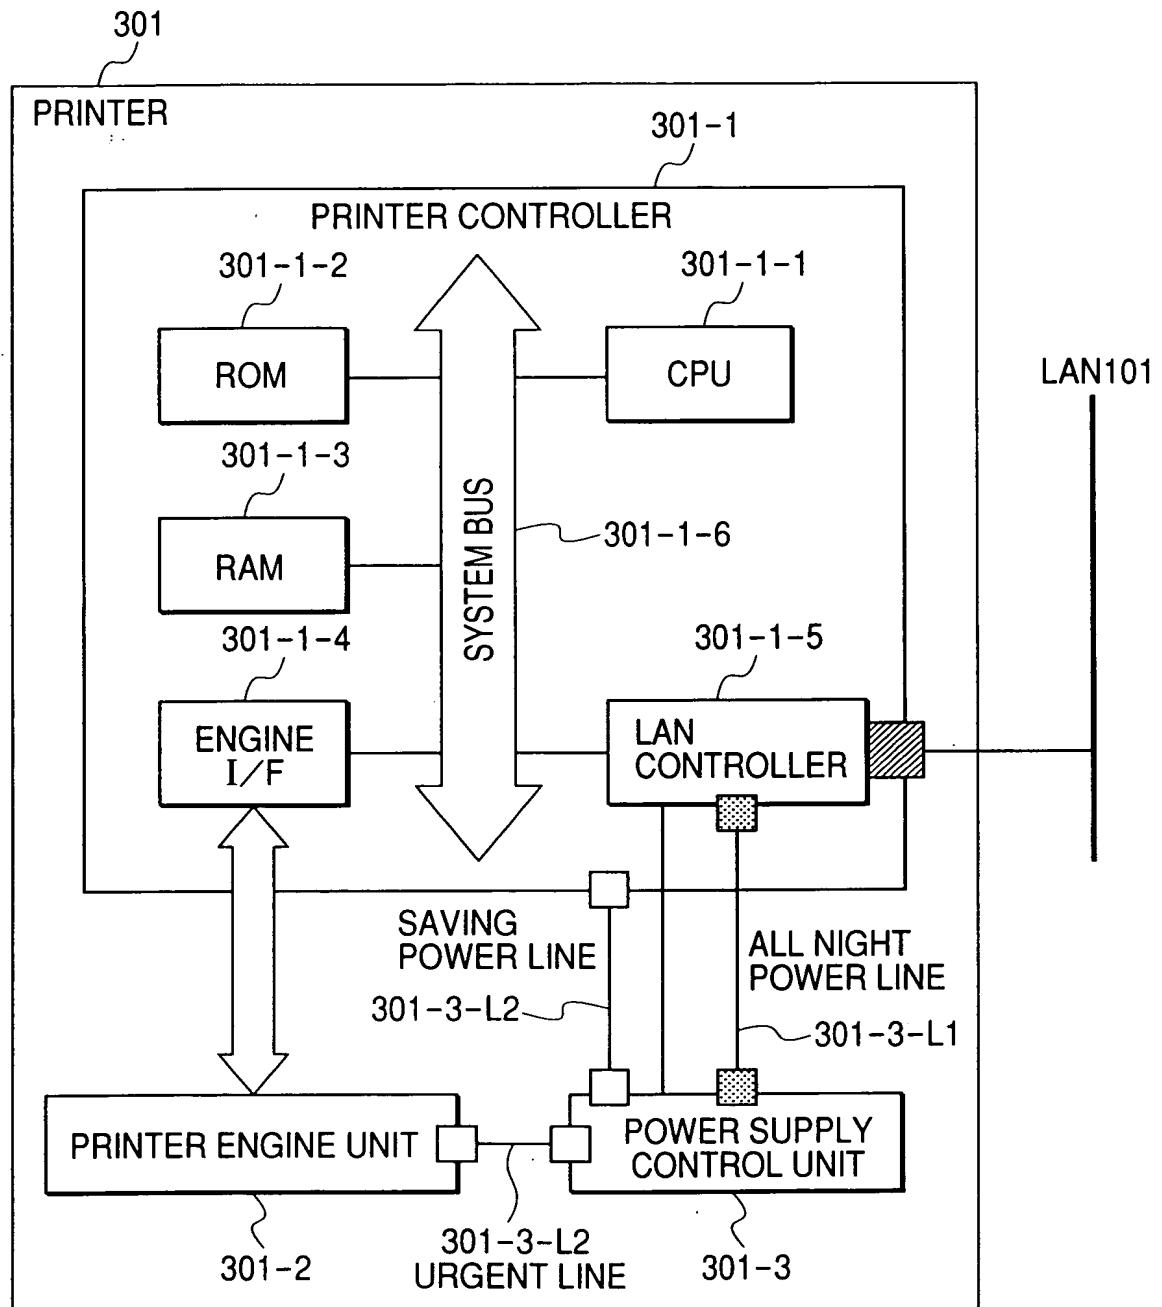 301
PRINTER
301-1
PRINTER CONTROLLER
301-1-2
301-1-1
ROM
CPU
LAN101
301-1-3
RAM
SYSTEM BUS
301-1-6
301-1-4
301-1-5
ENGINE
I/F
LAN
CONTROLLER
SAVING
POWER LINE
ALL NIGHT
POWER LINE
301-3-L2
301-3-L1
PRINTER ENGINE UNIT
POWER SUPPLY
CONTROL UNIT
301-2
301-3-L2
URGENT LINE
301-3